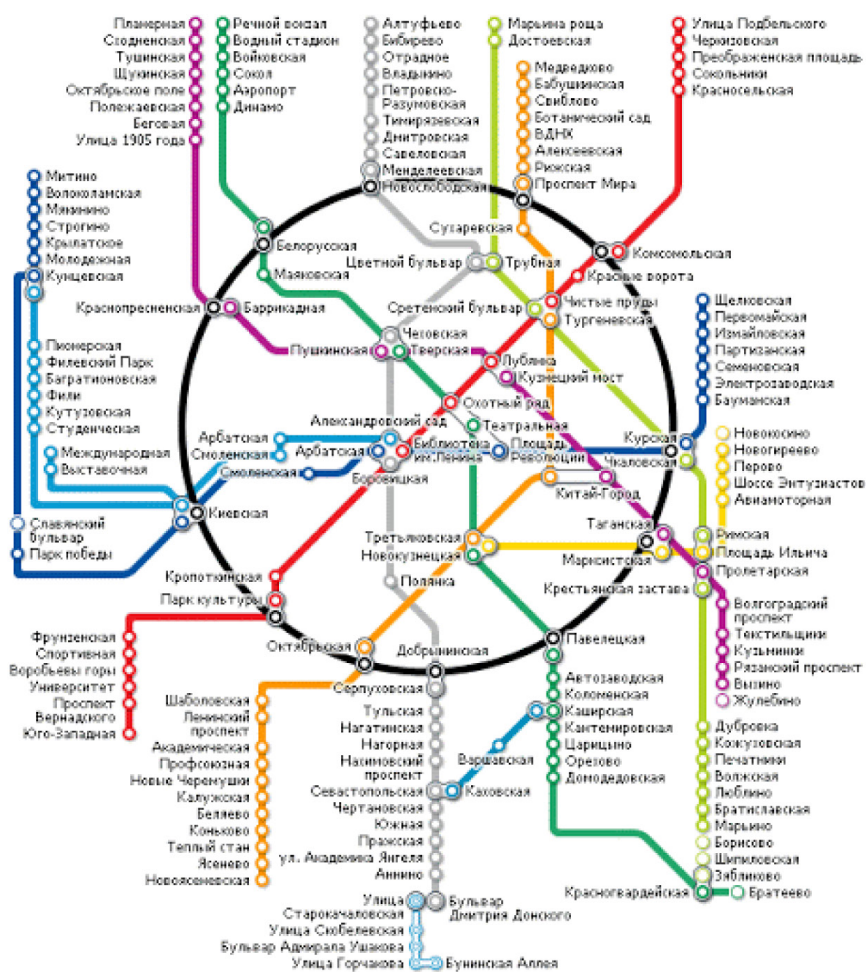 Планерная
Сходненская
Тушинская
Щукинская
Октябрьское поле
Полежаевская
Беговая
Улица 1905 года
Речной вокзал
Водный стадион
Войковская
Сокол
Аэропорт
Динамо
Алтуфьево
Бибирево
Отрадное
Владыкино
Петровско-
Разумовская
Тимирязевская
Дмитровская
Савеловская
Менделеевская
Новослободская
Марьина роща
Достоевская
Медведково
Бабушкинская
Свиблово
Ботанический сад
ВДНХ
Алексеевская
Рижская
Проспект Мира
Улица Подбельского
Черкизовская
Преображенская площадь
Сокольники
Красносельская
Митино
Волоколамская
Мякинино
Строгино
Крылатское
Молодежная
Кунцевская
Белорусская
Маяковская
Сухаревская
Цветной бульвар
Трубная
Комсомольская
Красные ворота
Краснопресненская
Баррикадная
Сретенский бульвар
Чистые пруды
Тургеневская
Щелковская
Первомайская
Измайловская
Партизанская
Семеновская
Электрозаводская
Бауманская
Пионерская
Филевский Парк
Багратионовская
Фили
Кутузовская
Студенческая
Международная
Выставочная
Чеховская
Пушкинская
Тверская
Лубянка
Кузнецкий мост
Охотный ряд
Театральная
Александровский сад
Арбатская
Смоленская
Арбатская
Смоленская
Библиотека
им.Ленина
Боровицкая
Площадь
Революции
Курская
Чкаловская
Китай-Город
Новокосино
Новогиреево
Перово
Шоссе Энтузиастов
Авиамоторная
Славянский
бульвар
Парк победы
Киевская
Третьяковская
Новокузнецкая
Таганская
Марксистская
Римская
Площадь Ильича
Пролетарская
Крестьянская застава
Кропоткинская
Парк культуры
Полянка
Волгоградский
проспект
Текстильщики
Кузьминки
Рязанский проспект
Выхино
Жулебино
Фрунзенская
Спортивная
Воробьевы горы
Университет
Проспект
Вернадского
Юго-Западная
Октябрьская
Добрынинская
Серпуховская
Павелецкая
Шаболовская
Ленинский
проспект
Академическая
Профсоюзная
Новые Черемушки
Калужская
Беляево
Коньково
Теплый стан
Ясенево
Новоясеневская
Тульская
Нагатинская
Нагорная
Нахимовский
проспект
Севастопольская
Чертановская
Южная
Пражская
ул. Академика Янгеля
Аннино
Варшавская
Каховская
Автозаводская
Коломенская
Каширская
Кантемировская
Царицыно
Орехово
Домодедовская
Дубровка
Кожуховская
Печатники
Волжская
Люблино
Братиславская
Марьино
Борисово
Шипиловская
Зябликово
Красногвардейская
Братеево
Улица
Старокачаловская
Улица Скобелевская
Бульвар Адмирала Ушакова
Улица Горчакова
Бульвар
Дмитрия Донского
Бунинская Аллея